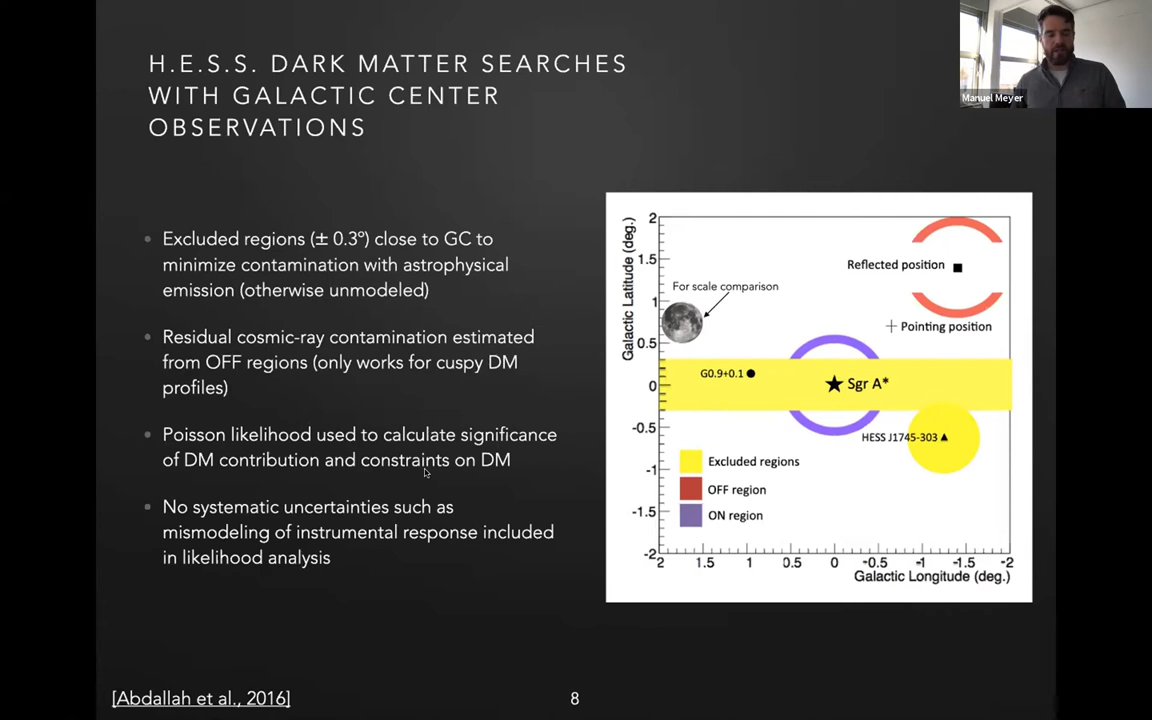 Manuel Meyer
H.E.S.S. DARK MATTER SEARCHES
WITH GALACTIC CENTER
OBSERVATIONS
• Excluded regions (± 0.3º) close to GC to
minimize contamination with astrophysical
emission (otherwise unmodeled)
• Residual cosmic-ray contamination estimated
from OFF regions (only works for cuspy DM
profiles)
• Poisson likelihood used to calculate significance
of DM contribution and constraints on DM
• No systematic uncertainties such as
mismodeling of instrumental response included
in likelihood analysis
Galactic Latitude (deg.)
2
1.5
1
0.5
0
-0.5
-1
-1.5
-2
Reflected position
For scale comparison
Pointing position
G0.9+0.1
Sgr A*
HESS J1745-303
Excluded regions
OFF region
ON region
2 1.5 1 0.5 0 -0.5 -1 -1.5 -2
Galactic Longitude (deg.)
[Abdallah et al., 2016]
8